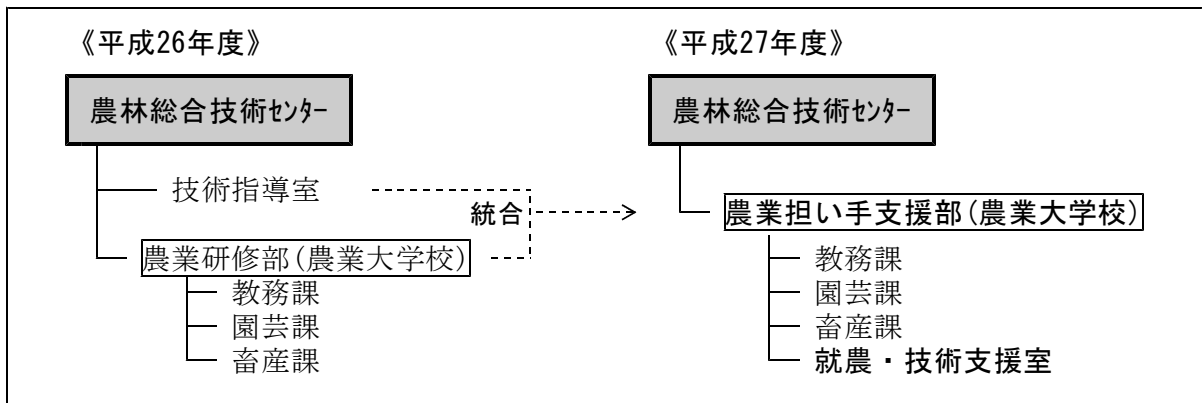 《平成26年度》
農林総合技術ｾﾝﾀｰ
技術指導室
農業研修部(農業大学校)
教務課
園芸課
畜産課
統合
《平成27年度》
農林総合技術ｾﾝﾀｰ
農業担い手支援部(農業大学校)
教務課
園芸課
畜産課
就農・技術支援室